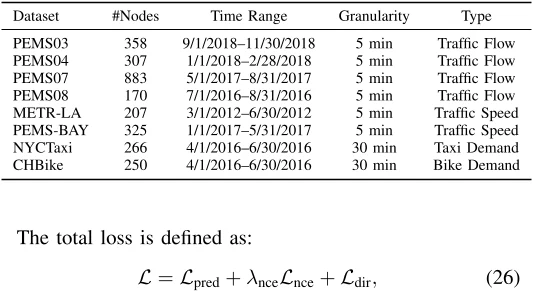 Dataset #Nodes Time Range Granularity Type
PEMS03 358 9/1/2018–11/30/2018 5 min Traffic Flow
PEMS04 307 1/1/2018–2/28/2018 5 min Traffic Flow
PEMS07 883 5/1/2017–8/31/2017 5 min Traffic Flow
PEMS08 170 7/1/2016–8/31/2016 5 min Traffic Flow
METR-LA 207 3/1/2012–6/30/2012 5 min Traffic Speed
PEMS-BAY 325 1/1/2017–5/31/2017 5 min Traffic Speed
NYCTaxi 266 4/1/2016–6/30/2016 30 min Taxi Demand
CHBike 250 4/1/2016–6/30/2016 30 min Bike Demand
The total loss is defined as:
ℒ = ℒ_pred + λ_nce ℒ_nce + ℒ_dir, (26)